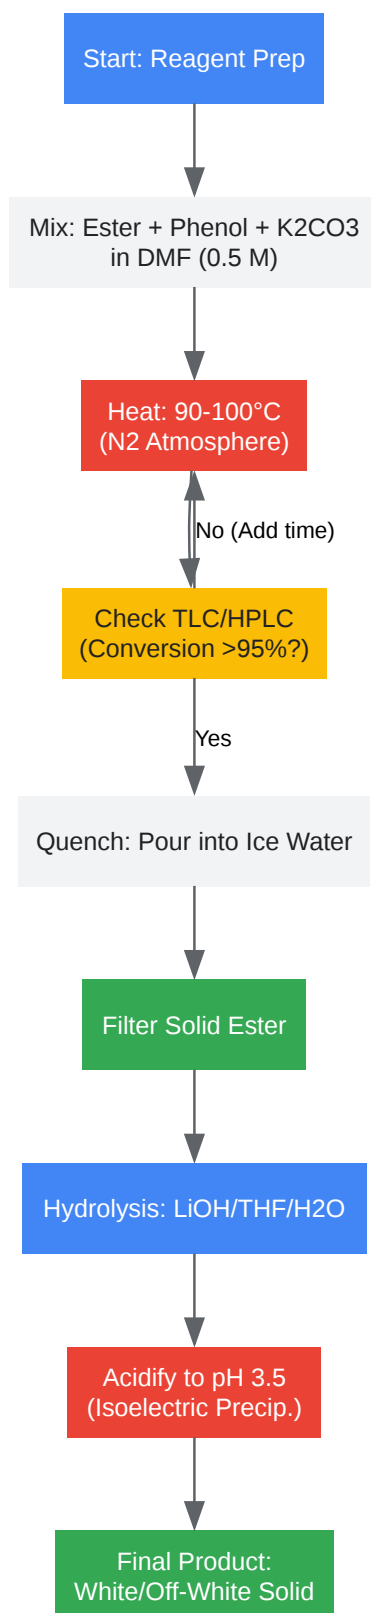 Start: Reagent Prep
Mix: Ester + Phenol + K2CO3
in DMF (0.5 M)
Heat: 90-100°C
(N2 Atmosphere)
No (Add time)
Check TLC/HPLC
(Conversion >95%?)
Yes
Quench: Pour into Ice Water
Filter Solid Ester
Hydrolysis: LiOH/THF/H2O
Acidify to pH 3.5
(Isoelectric Precip.)
Final Product:
White/Off-White Solid